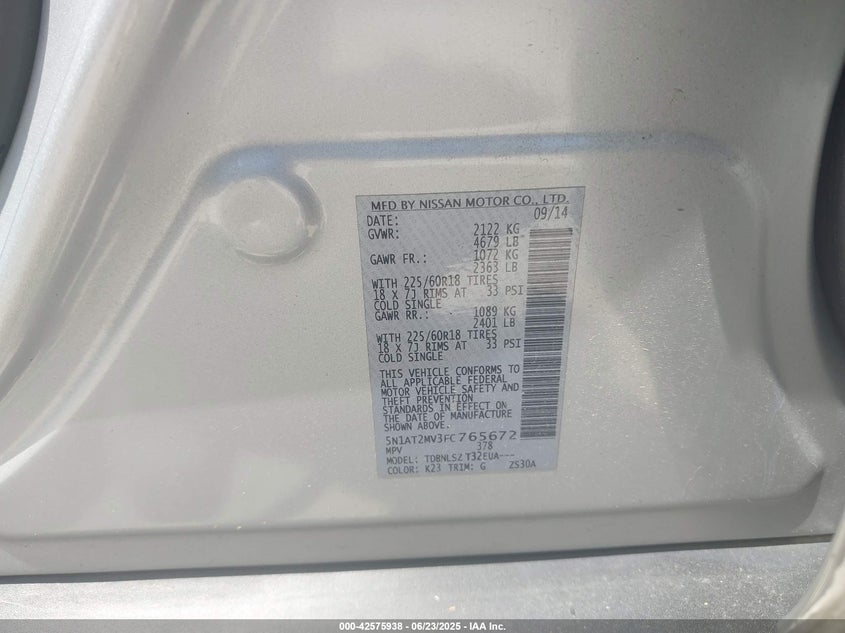 MFD BY NISSAN MOTOR CO., LTD.
DATE: 09/14
GVWR: 2122 KG
4679 LB
GAWR FR.: 1072 KG
2363 LB
WITH 225/60R18 TIRES
18 X 7J RIMS AT 33 PSI
COLD SINGLE
GAWR RR.: 1089 KG
2401 LB
WITH 225/60R18 TIRES
18 X 7J RIMS AT 33 PSI
COLD SINGLE
THIS VEHICLE CONFORMS TO
ALL APPLICABLE FEDERAL
MOTOR VEHICLE SAFETY AND
THEFT PREVENTION
STANDARDS IN EFFECT ON
THE DATE OF MANUFACTURE
SHOWN ABOVE.
5N1AT2MV3FC765672
MPV 378
MODEL: TDBNLSZ T32EUA---
COLOR: K23 TRIM: G ZS30A
000-42575938 - 06/23/2025 - IAA Inc.